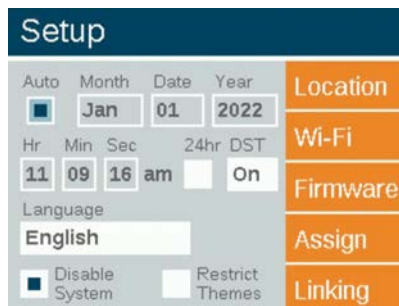 Setup
Auto Month Date Year
Jan 01 2022
Hr Min Sec 24hr DST
11 09 16 am On
Language
English
Disable System
Restrict Themes
Location
Wi-Fi
Firmware
Assign
Linking